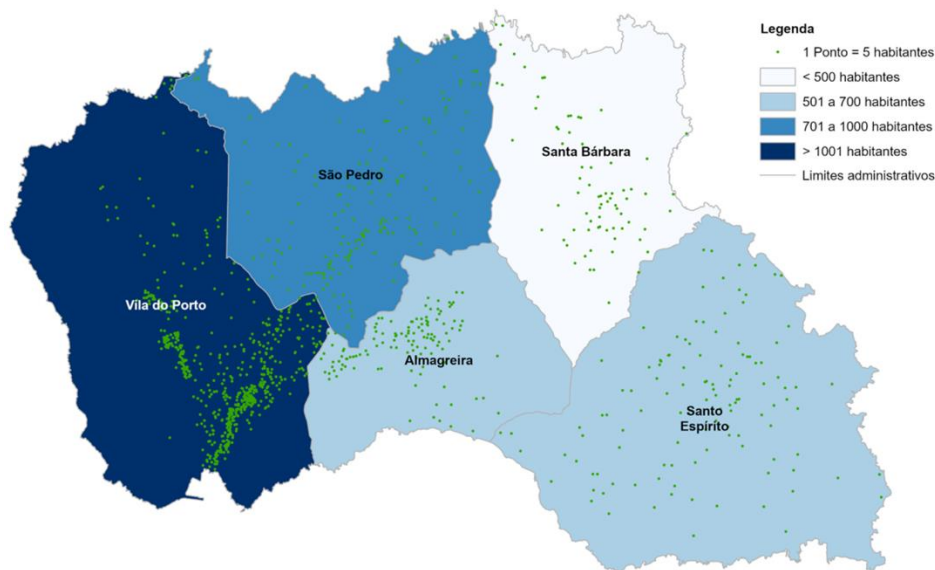 Legenda
1 Ponto = 5 habitantes
< 500 habitantes
501 a 700 habitantes
701 a 1000 habitantes
> 1001 habitantes
Limites administrativos
Santa Bárbara
São Pedro
Vila do Porto
Almagreira
Santo
Espírito